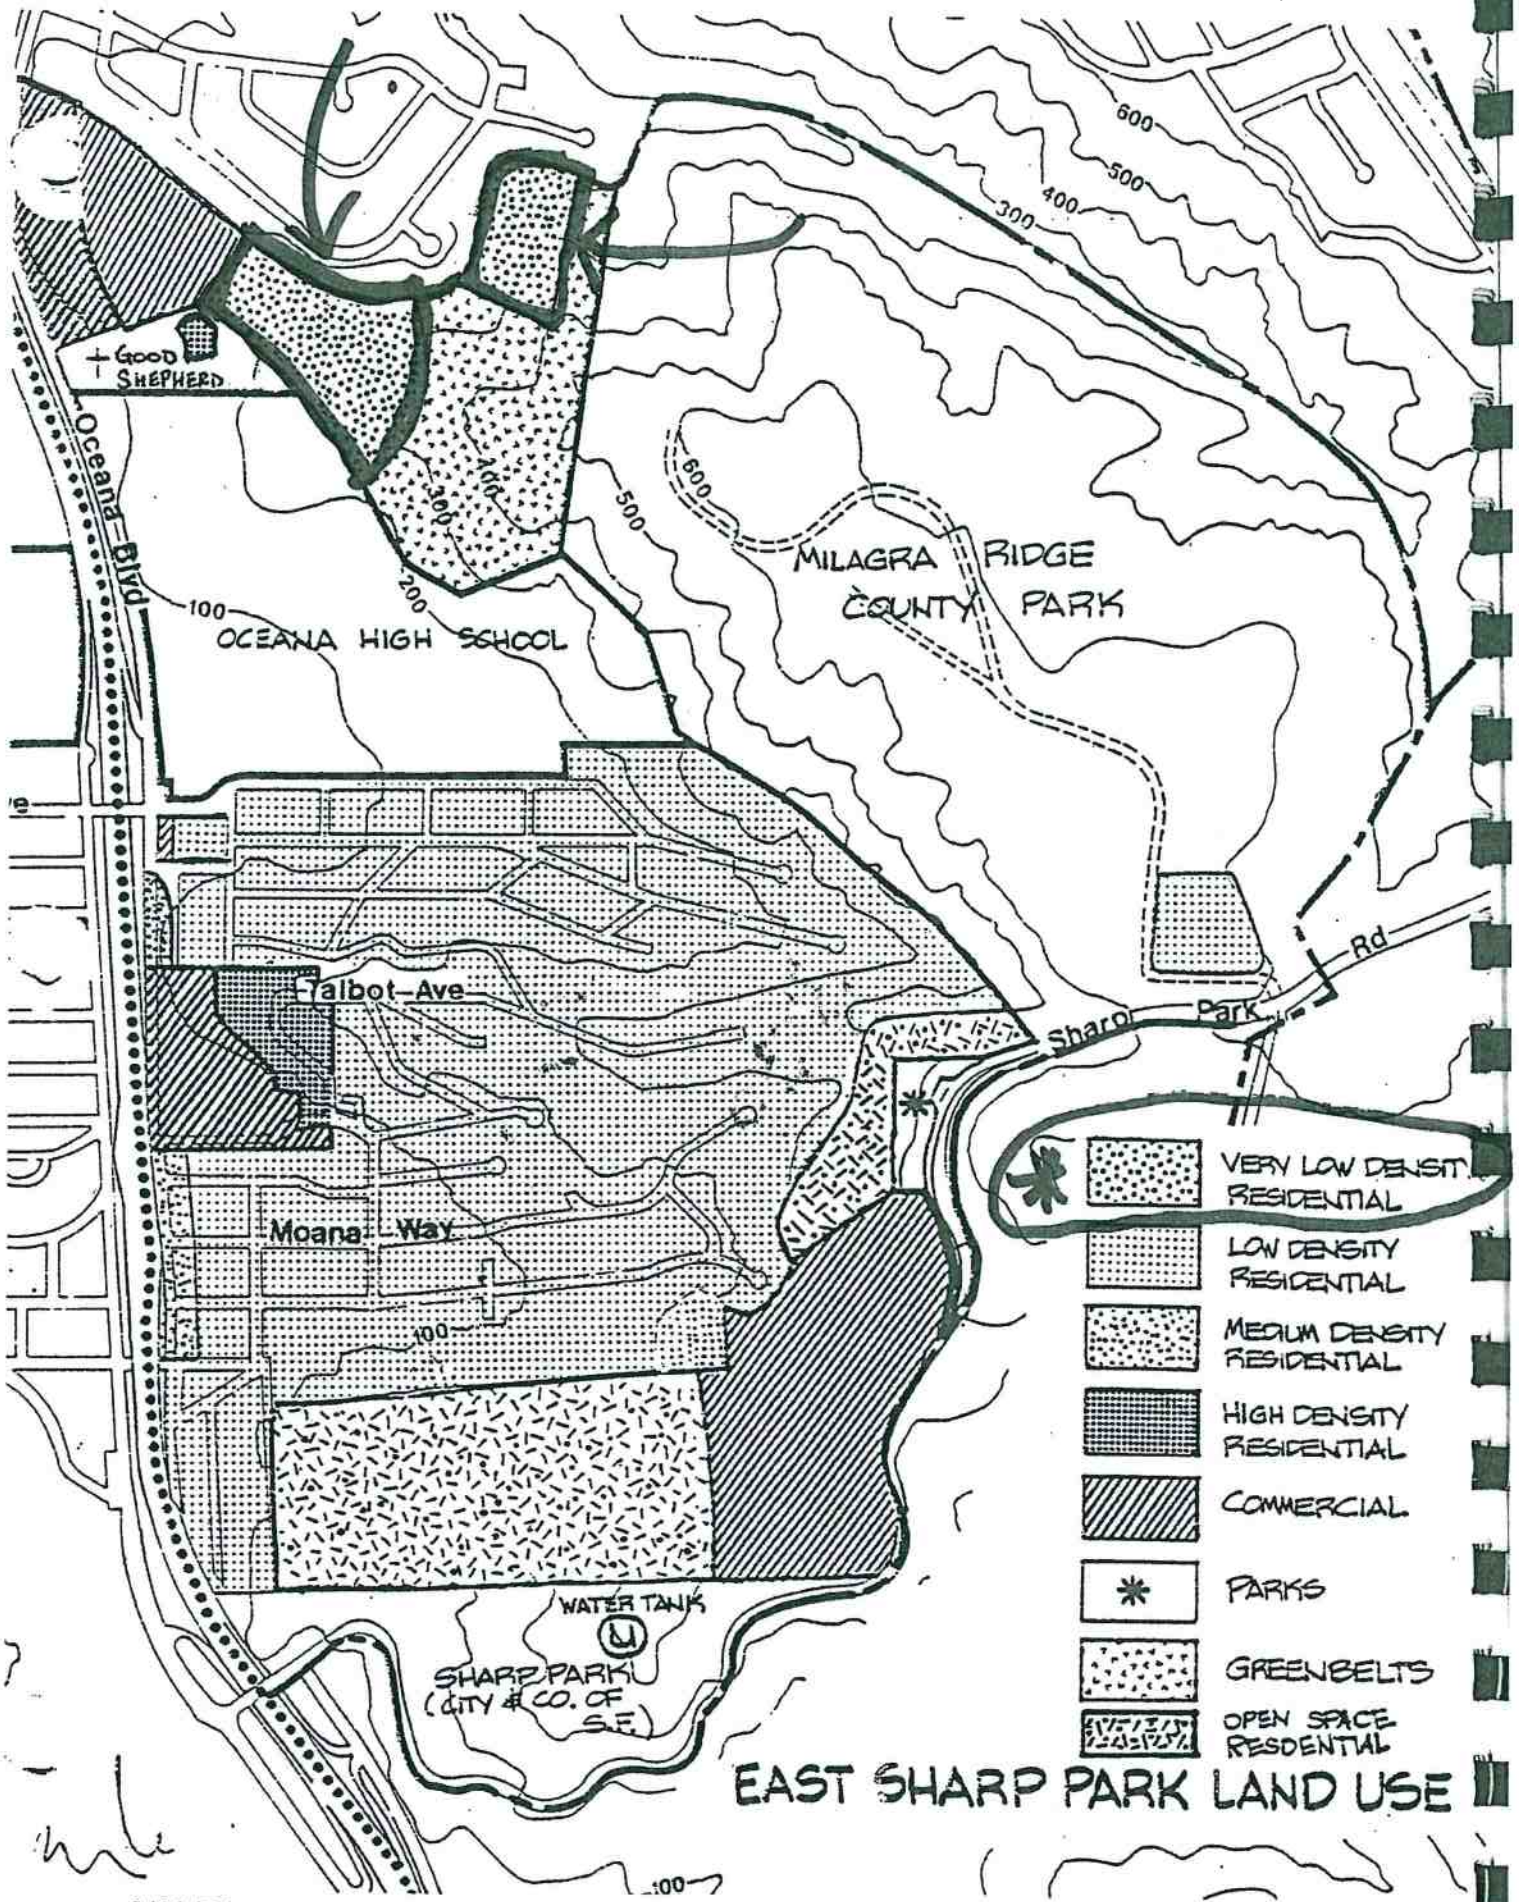 600
500
400
300
+ GOOD
SHEPHERD
Oceana Blvd
600
400
300
500
200
100
MILAGRA RIDGE
COUNTY PARK
OCEANA HIGH SCHOOL
Talbot Ave
Sharp Park Rd
Moana Way
100
VERY LOW DENSIT
RESIDENTIAL
LOW DENSITY
RESIDENTIAL
MEDIUM DENSITY
RESIDENTIAL
HIGH DENSITY
RESIDENTIAL
COMMERCIAL
PARKS
GREENBELTS
OPEN SPACE
RESDENTIAL
WATER TANK
SHARP PARK
(CITY & CO. OF
S.F.)
EAST SHARP PARK LAND USE
100